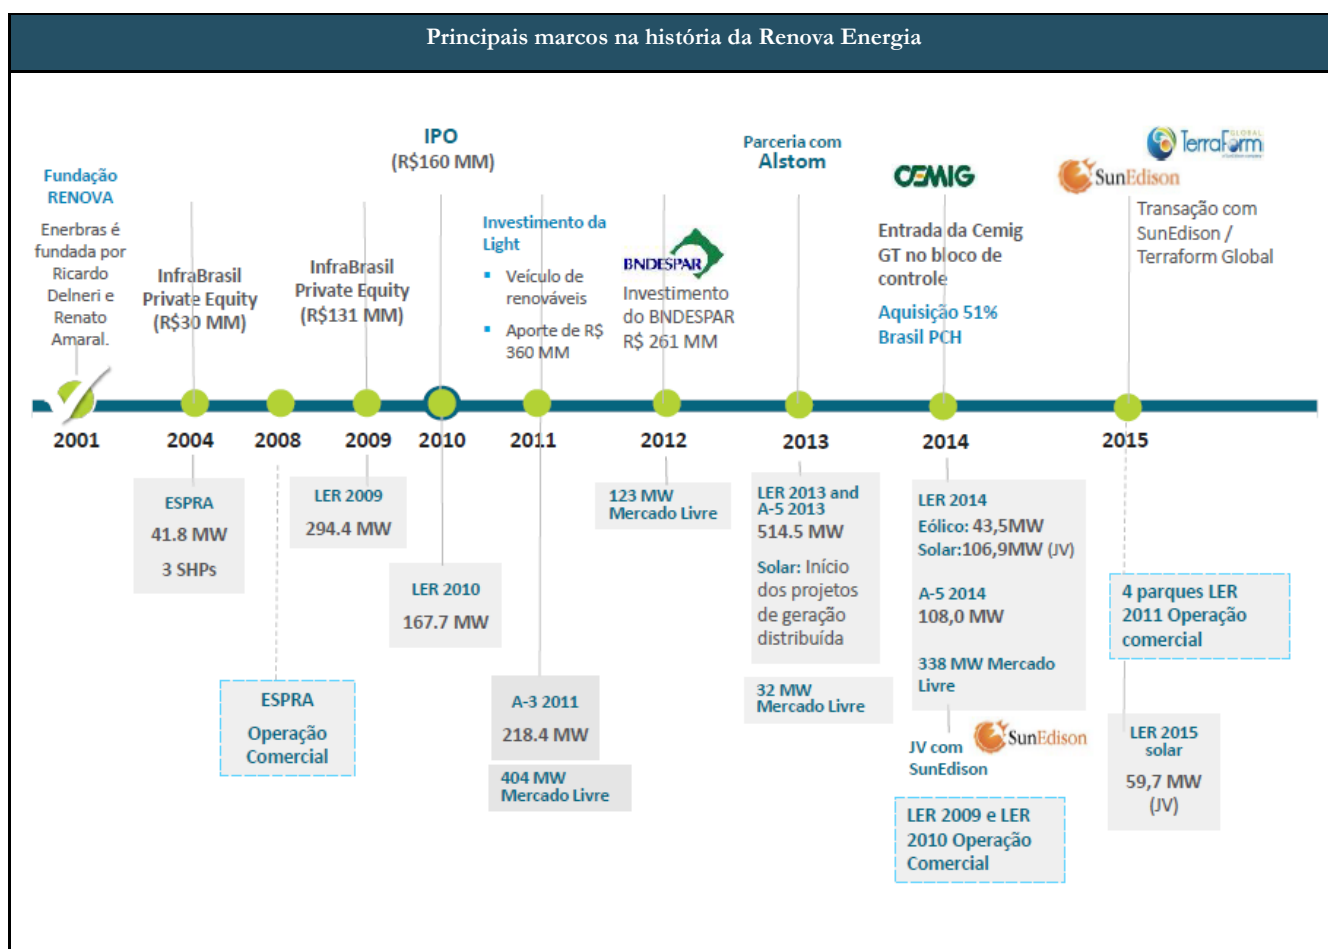 Principais marcos na história da Renova Energia
Fundação
RENOVA
Enerbras é
fundada por
Ricardo
Delneri e
Renato
Amaral.
InfraBrasil
Private Equity
(R$30 MM)
InfraBrasil
Private Equity
(R$131 MM)
IPO
(R$160 MM)
Investimento da
Light
▪ Veículo de
renováveis
▪ Aporte de R$
360 MM
BNDESPAR
Investimento
do BNDESPAR
R$ 261 MM
Parceria com
Alstom
CEMIG
Entrada da Cemig
GT no bloco de
controle
Aquisição 51%
Brasil PCH
TerraForm
GLOBAL
SunEdison
Transação com
SunEdison /
Terraform Global
2001
2004
2008
2009
2010
2011
2012
2013
2014
2015
ESPRA
41.8 MW
3 SHPs
ESPRA
Operação
Comercial
LER 2009
294.4 MW
LER 2010
167.7 MW
A-3 2011
218.4 MW
404 MW
Mercado Livre
123 MW
Mercado Livre
LER 2013 and
A-5 2013
514.5 MW
Solar: Início
dos projetos
de geração
distribuída
32 MW
Mercado Livre
LER 2014
Eólico: 43,5MW
Solar:106,9MW (JV)
A-5 2014
108,0 MW
338 MW Mercado
Livre
JV com
SunEdison
SunEdison
LER 2009 e LER
2010 Operação
Comercial
4 parques LER
2011 Operação
comercial
LER 2015
solar
59,7 MW
(JV)